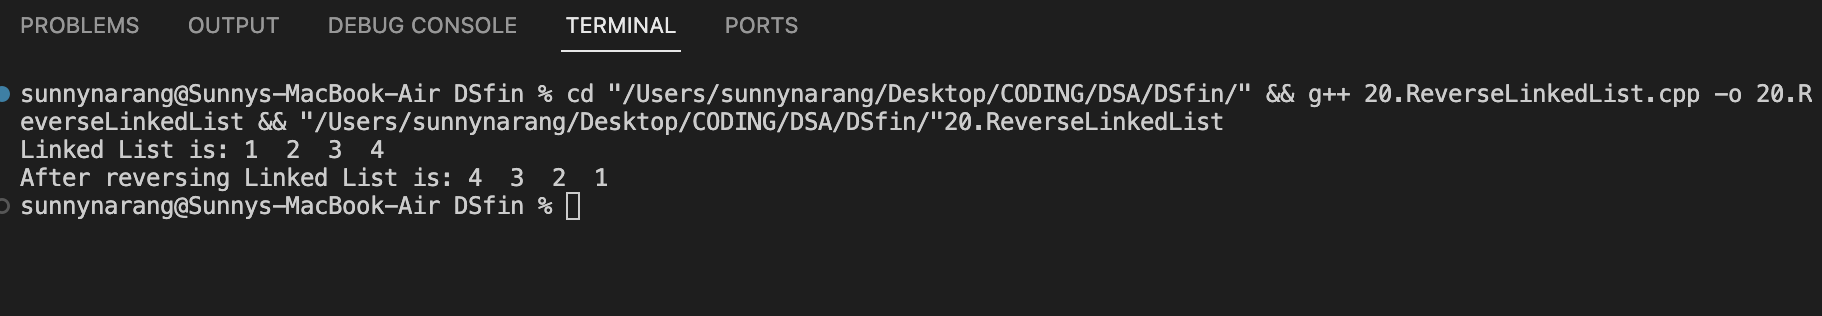 PROBLEMS OUTPUT DEBUG CONSOLE TERMINAL PORTS
sunnynarang@Sunnys-MacBook-Air DSfin % cd "/Users/sunnynarang/Desktop/CODING/DSA/DSfin/" && g++ 20.ReverseLinkedList.cpp -o 20.R
everseLinkedList && "/Users/sunnynarang/Desktop/CODING/DSA/DSfin/"20.ReverseLinkedList
Linked List is: 1  2  3  4
After reversing Linked List is: 4  3  2  1
sunnynarang@Sunnys-MacBook-Air DSfin %